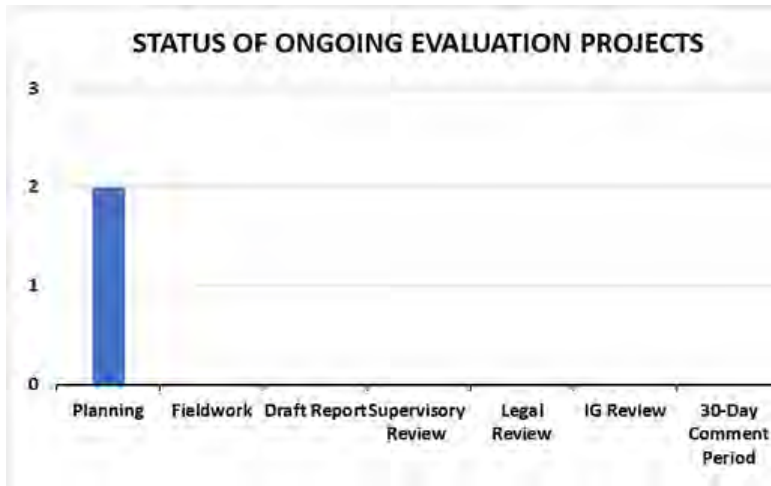 STATUS OF ONGOING EVALUATION PROJECTS
3
2
1
0
Planning
Fieldwork
Draft Report
Supervisory
Review
Legal
Review
IG Review
30-Day
Comment
Period